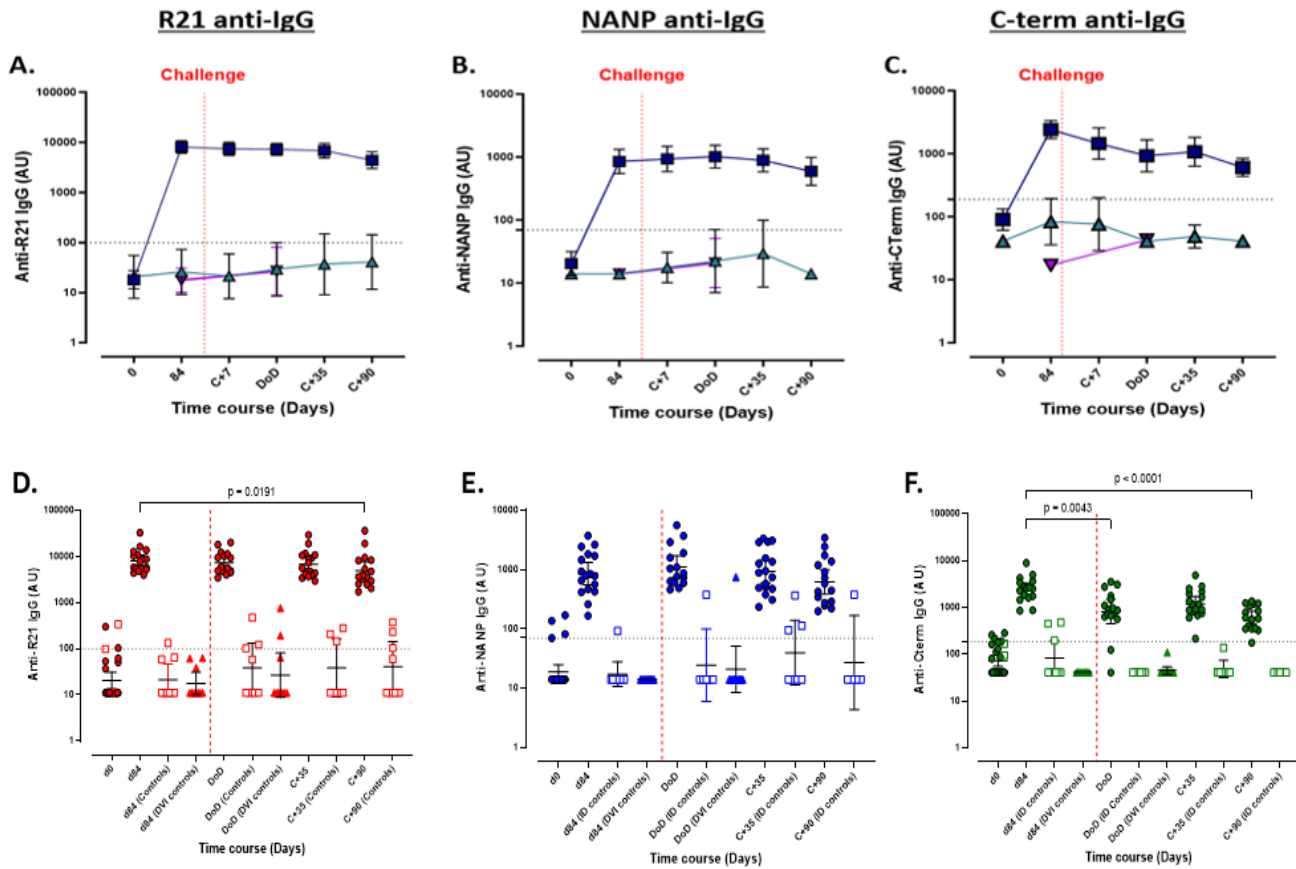 R21 anti-IgG
NANP anti-IgG
C-term anti-IgG
A.
Challenge
Anti-R21 IgG (AU)
100000
10000
1000
100
10
1
0
84
C+7
DoD
C+35
C+90
Time course (Days)
B.
Challenge
Anti-NANP IgG (AU)
10000
1000
100
10
1
0
84
C+7
DoD
C+35
C+90
Time course (Days)
C.
Challenge
Anti-CTerm IgG (AU)
10000
1000
100
10
1
0
84
C+7
DoD
C+35
C+90
Time course (Days)
D.
p = 0.0191
Anti-R21 IgG (A U)
100000
10000
1000
100
10
1
d0
d84
d84 (Controls)
d84 (DVI controls)
DoD
DoD (Controls)
DoD (DVI controls)
C+35
C+35 (Controls)
C+90
C+90 (Controls)
Time course (Days)
E.
Anti-NANP IgG (A U)
10000
1000
100
10
1
d0
d84
d84 (ID controls)
d84 (DVI controls)
DoD
DoD (ID controls)
DoD (DVI controls)
C+35
C+35 (ID controls)
C+90
C+90 (ID controls)
Time course (Days)
F.
p < 0.0001
p = 0.0043
Anti-Cterm IgG (A U)
100000
10000
1000
100
10
1
d0
d84
d84 (ID controls)
d84 (DVI controls)
DoD
DoD (ID controls)
DoD (DVI controls)
C+35
C+35 (ID controls)
C+90
C+90 (ID controls)
Time course (Days)